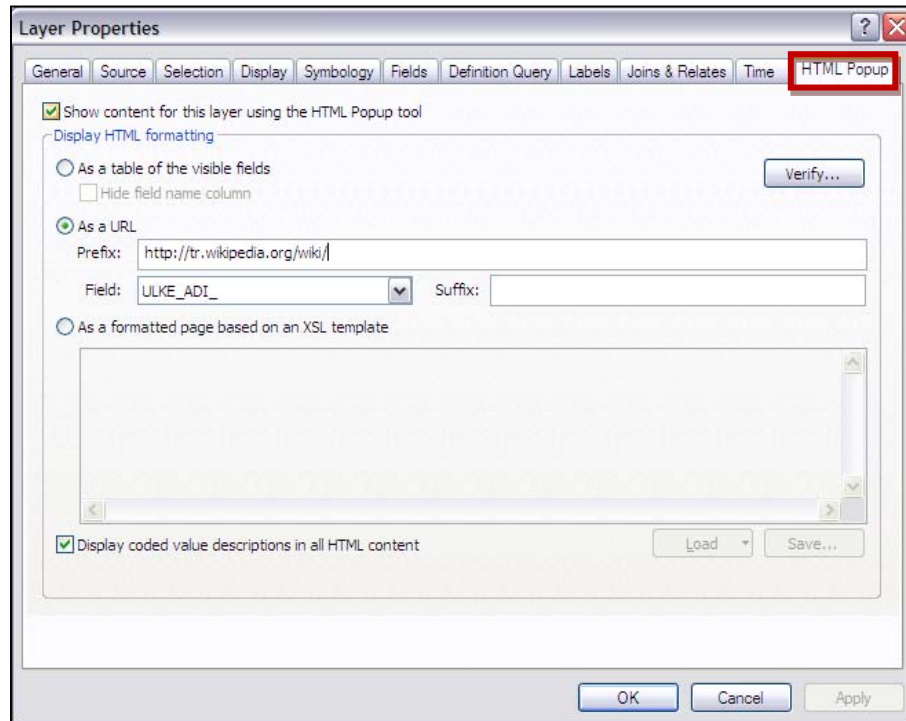 Layer Properties
General Source Selection Display Symbology Fields Definition Query Labels Joins & Relates Time HTML Popup
Show content for this layer using the HTML Popup tool
Display HTML formatting
As a table of the visible fields
Verify...
Hide field name column
As a URL
Prefix: http://tr.wikipedia.org/wiki/
Field: ULKE_ADI_ Suffix:
As a formatted page based on an XSL template
Display coded value descriptions in all HTML content
Load Save...
OK Cancel Apply